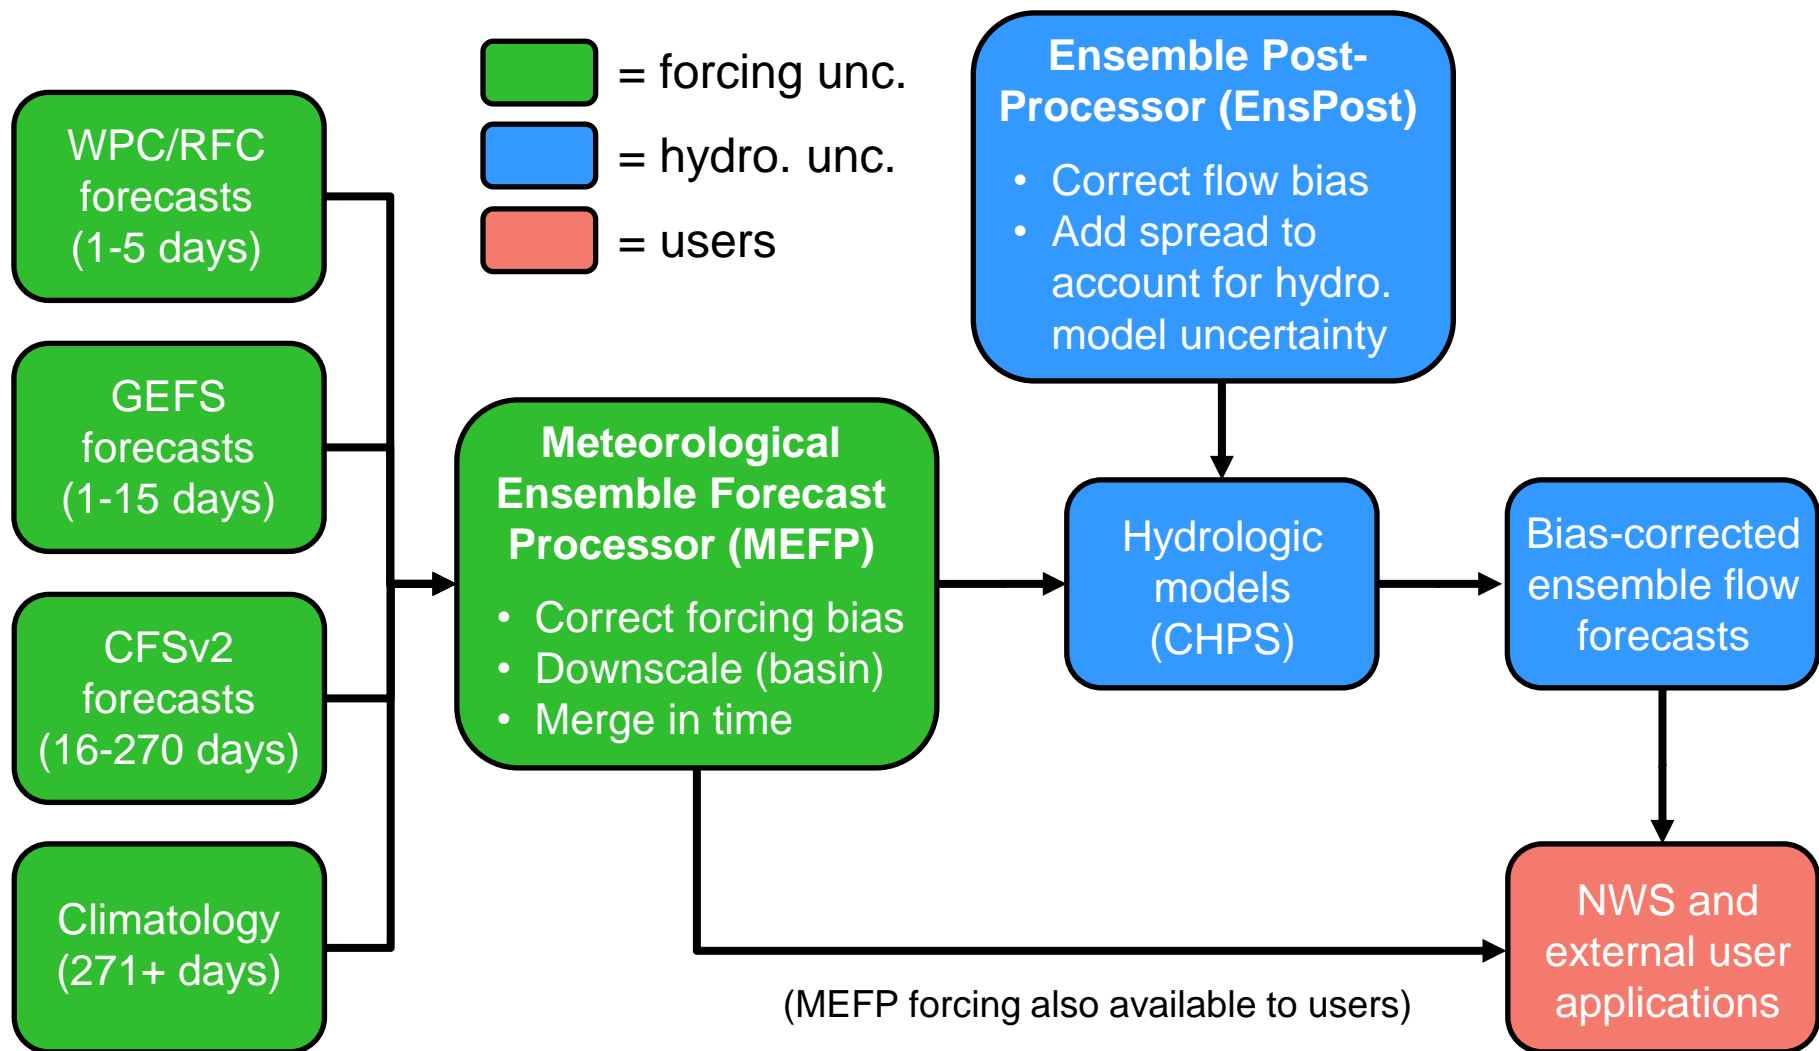 WPC/RFC
forecasts
(1-5 days)
GEFS
forecasts
(1-15 days)
CFSv2
forecasts
(16-270 days)
Climatology
(271+ days)
= forcing unc.
= hydro. unc.
= users
Meteorological
Ensemble Forecast
Processor (MEFP)
• Correct forcing bias
• Downscale (basin)
• Merge in time
Ensemble Post-
Processor (EnsPost)
• Correct flow bias
• Add spread to
account for hydro.
model uncertainty
Hydrologic
models
(CHPS)
Bias-corrected
ensemble flow
forecasts
NWS and
external user
applications
(MEFP forcing also available to users)